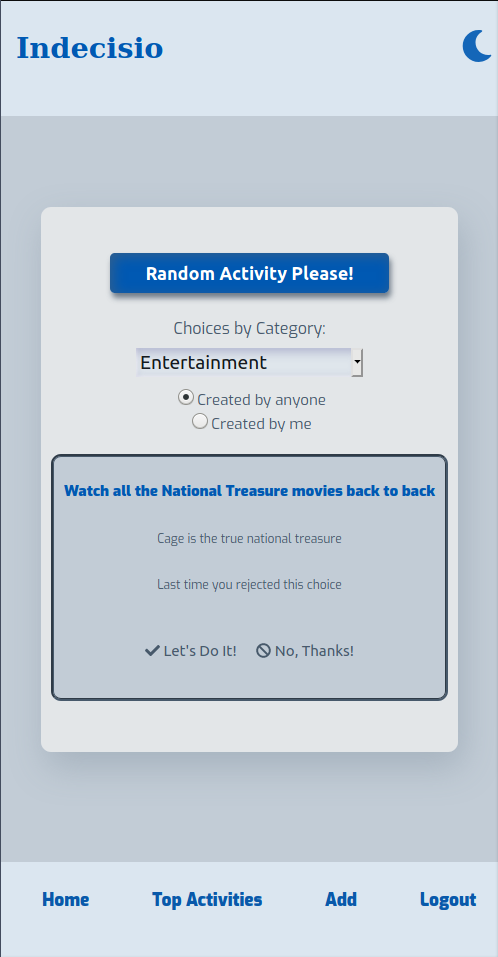 Indecisio
Random Activity Please!
Choices by Category:
Entertainment
Created by anyone
Created by me
Watch all the National Treasure movies back to back
Cage is the true national treasure
Last time you rejected this choice
Let's Do It! No, Thanks!
Home Top Activities Add Logout